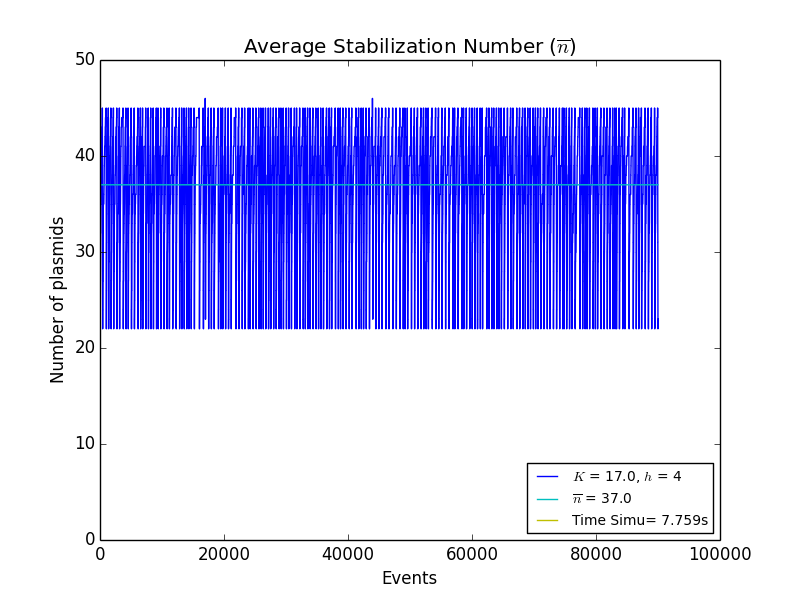 Average Stabilization Number (n̅)
50
40
30
20
10
0
Number of plasmids
0 20000 40000 60000 80000 100000
Events
K = 17.0, h = 4
n̅ = 37.0
Time Simu= 7.759s